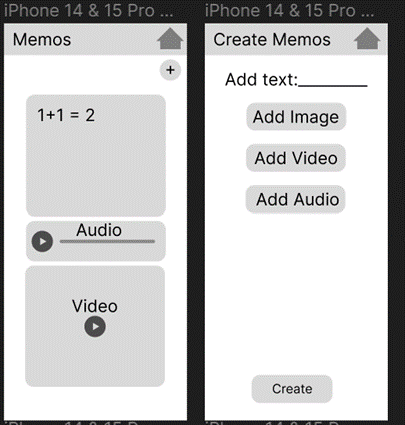 iPhone 14 & 15 Pro ...
Memos
+
1+1 = 2
Audio
Video
iPhone 14 & 15 Pro ...
Create Memos
Add text:________
Add Image
Add Video
Add Audio
Create